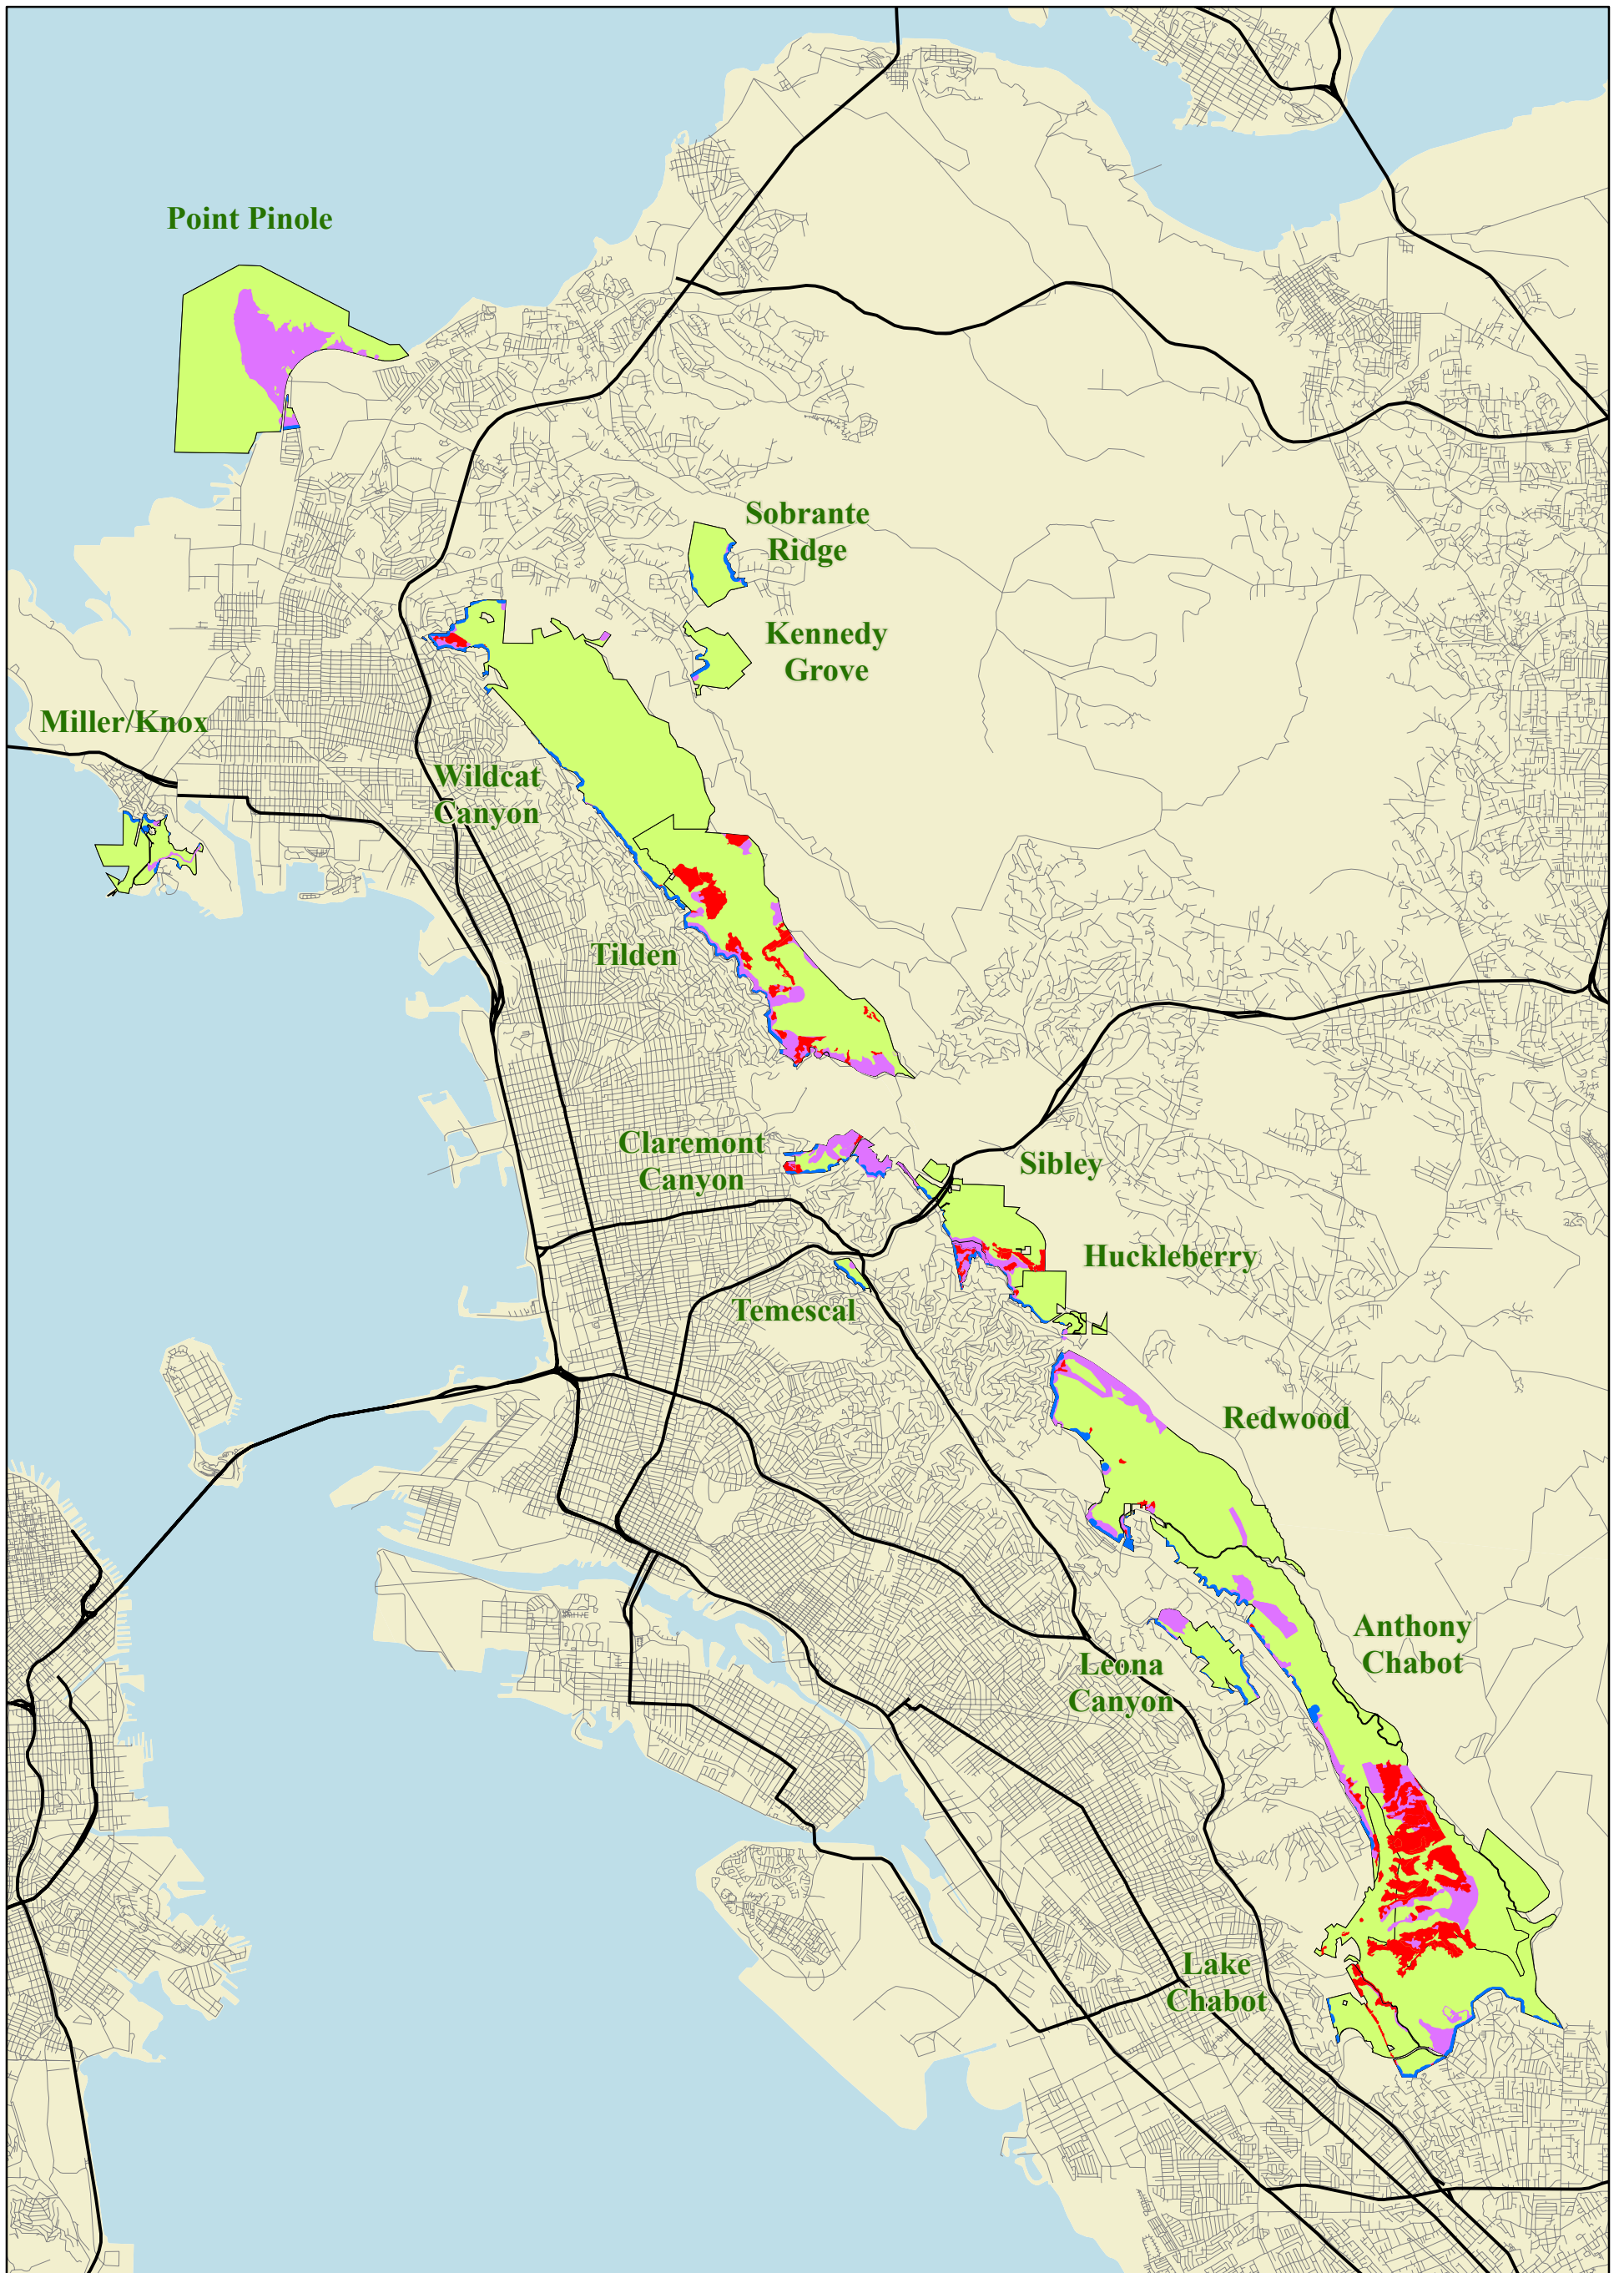 Point Pinole
Sobrante
Ridge
Kennedy
Grove
Miller/Knox
Wildcat
Canyon
Tilden
Claremont
Canyon
Sibley
Huckleberry
Temescal
Redwood
Anthony
Chabot
Leona
Canyon
Lake
Chabot